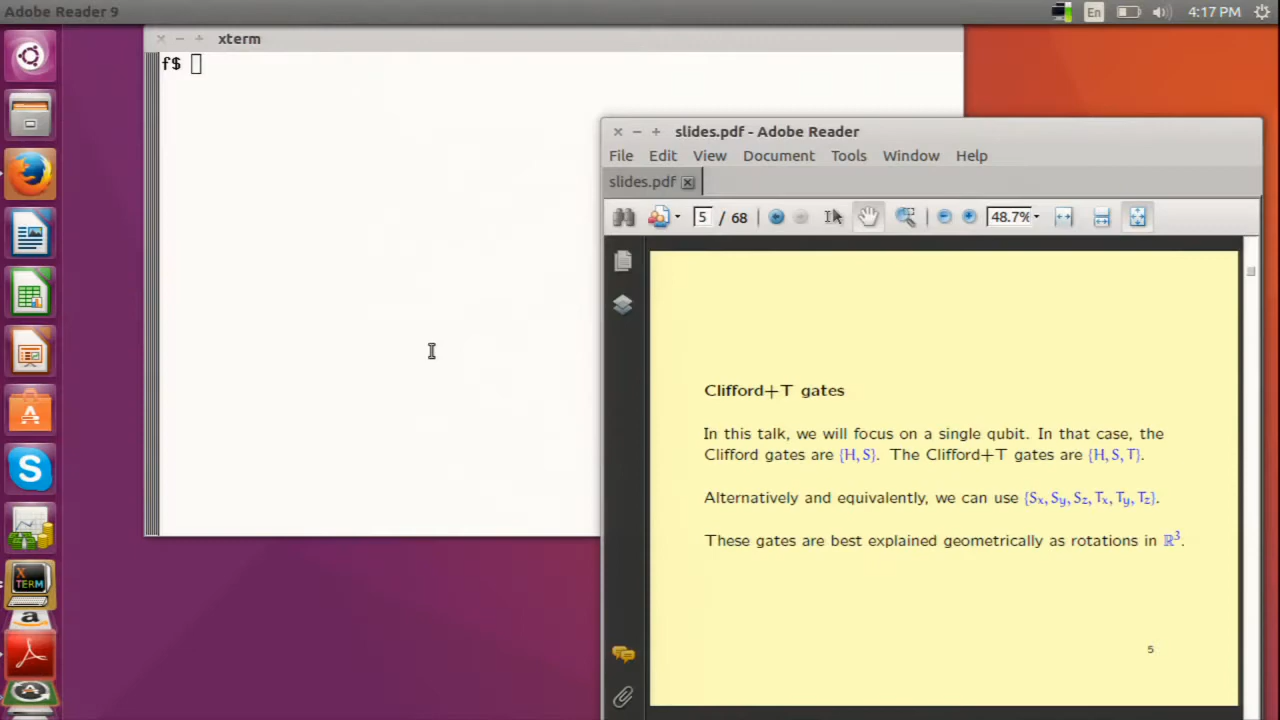 Adobe Reader 9
En
4:17 PM
xterm
f$
slides.pdf - Adobe Reader
File Edit View Document Tools Window Help
slides.pdf
5 / 68
48.7%
Clifford+T gates
In this talk, we will focus on a single qubit. In that case, the
Clifford gates are {H, S}. The Clifford+T gates are {H, S, T}.
Alternatively and equivalently, we can use {Sx, Sy, Sz, Tx, Ty, Tz}.
These gates are best explained geometrically as rotations in ℝ³.
5
X
TERM
a